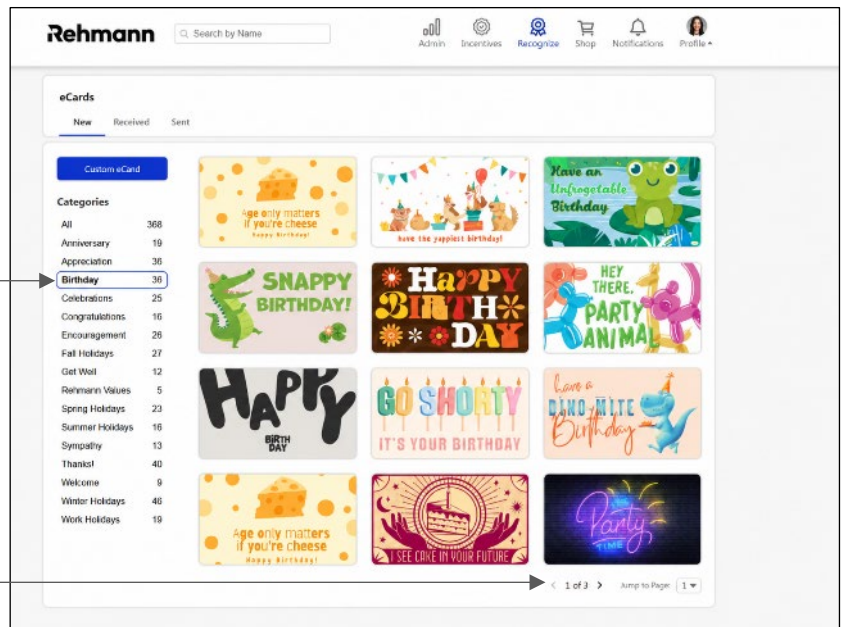 Rehmann
Search by Name
Admin
Incentives
Recognize
Shop
Notifications
Profile
eCards
New Received Sent
Custom eCard
Categories
All 368
Anniversary 19
Appreciation 36
Birthday 36
Celebrations 25
Congratulations 16
Encouragement 26
Fall Holidays 27
Get Well 12
Rehmann Values 5
Spring Holidays 23
Summer Holidays 16
Sympathy 13
Thanks! 40
Welcome 9
Winter Holidays 46
Work Holidays 19
Age only matters
if you're cheese
Happy Birthday!
have the yappiest birthday!
Have an
Unfrogetable
Birthday
SNAPPY
BIRTHDAY!
HAPPY
BIRTH
DAY
HEY
THERE,
PARTY
ANIMAL
HAPPY
BIRTH
DAY
GO SHORTY
IT'S YOUR BIRTHDAY
have a
DINO-MITE
Birthday
Age only matters
if you're cheese
Happy Birthday!
I SEE CAKE IN YOUR FUTURE
Party
TIME
1 of 3
Jump to Page: 1